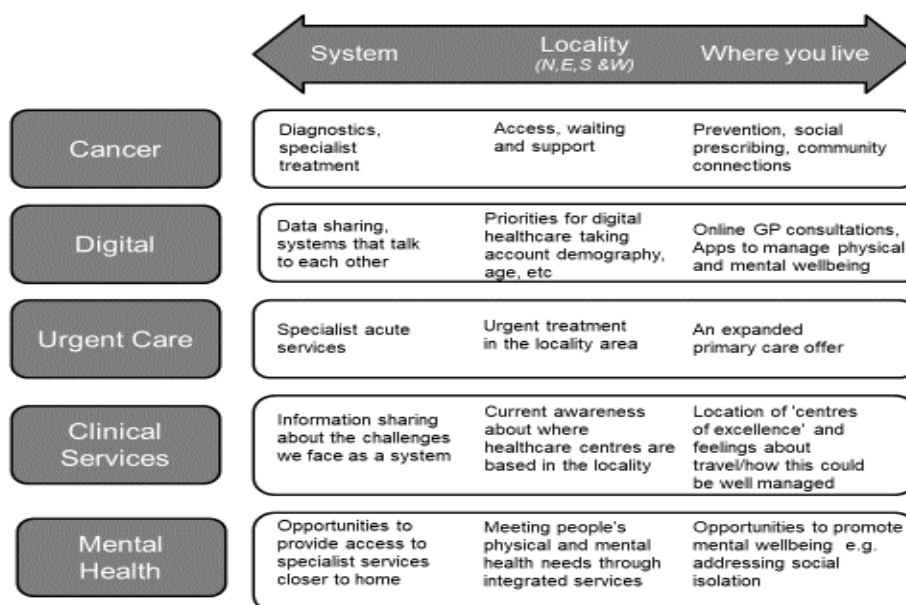 System
Locality
(N,E,S &W)
Where you live
Cancer
Diagnostics,
specialist
treatment
Access, waiting
and support
Prevention, social
prescribing, community
connections
Digital
Data sharing,
systems that talk
to each other
Priorities for digital
healthcare taking
account demography,
age, etc
Online GP consultations,
Apps to manage physical
and mental wellbeing
Urgent Care
Specialist acute
services
Urgent treatment
in the locality area
An expanded
primary care offer
Clinical
Services
Information sharing
about the challenges
we face as a system
Current awareness
about where
healthcare centres are
based in the locality
Location of 'centres
of excellence' and
feelings about
travel/how this could
be well managed
Mental
Health
Opportunities to
provide access to
specialist services
closer to home
Meeting people's
physical and mental
health needs through
integrated services
Opportunities to promote
mental wellbeing e.g.
addressing social
isolation